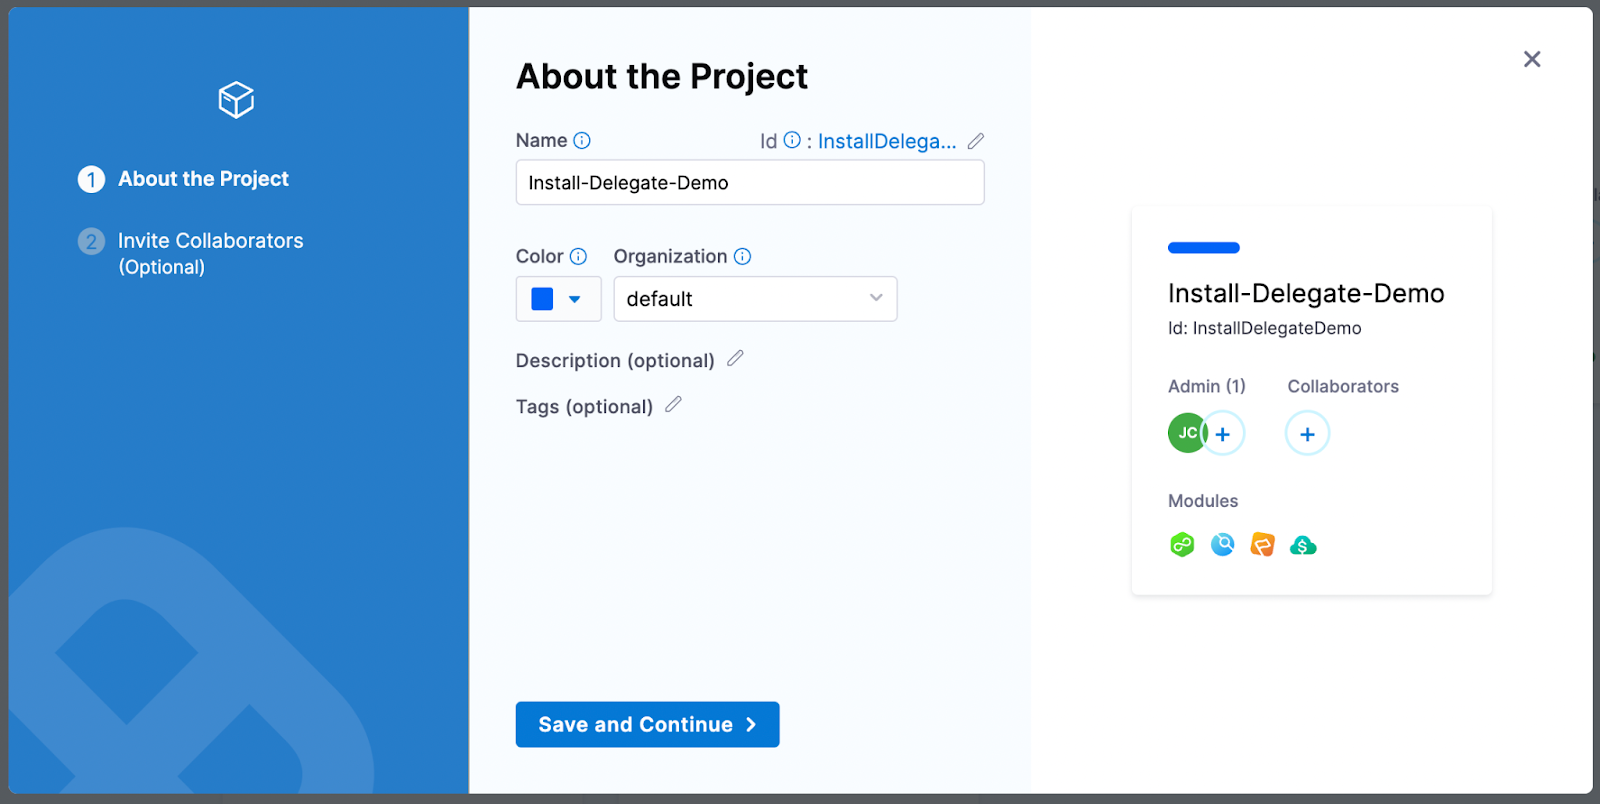 1 About the Project
2 Invite Collaborators
(Optional)
About the Project
Name Id : InstallDelega...
Install-Delegate-Demo
Color Organization
default
Description (optional)
Tags (optional)
Save and Continue
Install-Delegate-Demo
Id: InstallDelegateDemo
Admin (1) Collaborators
JC + +
Modules